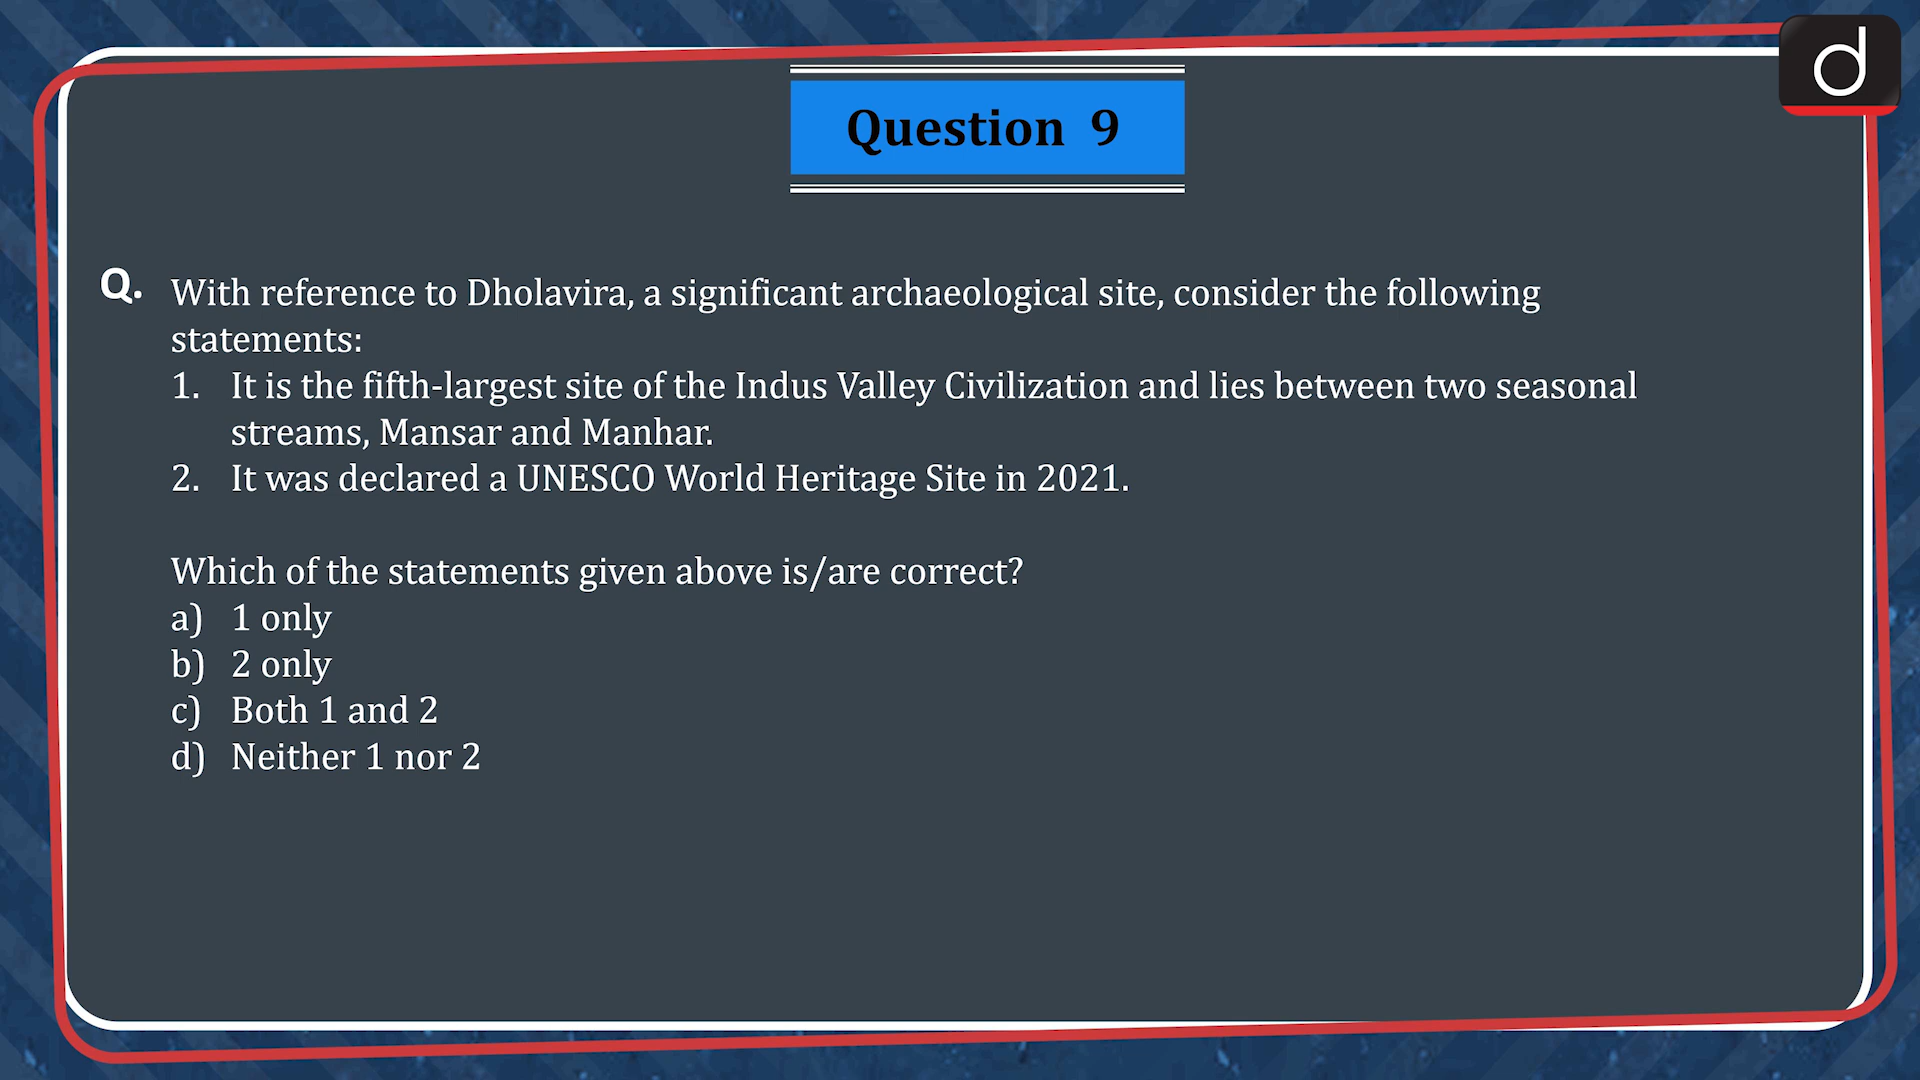 d
Question 9
Q. With reference to Dholavira, a significant archaeological site, consider the following
statements:
1. It is the fifth-largest site of the Indus Valley Civilization and lies between two seasonal
streams, Mansar and Manhar.
2. It was declared a UNESCO World Heritage Site in 2021.
Which of the statements given above is/are correct?
a) 1 only
b) 2 only
c) Both 1 and 2
d) Neither 1 nor 2